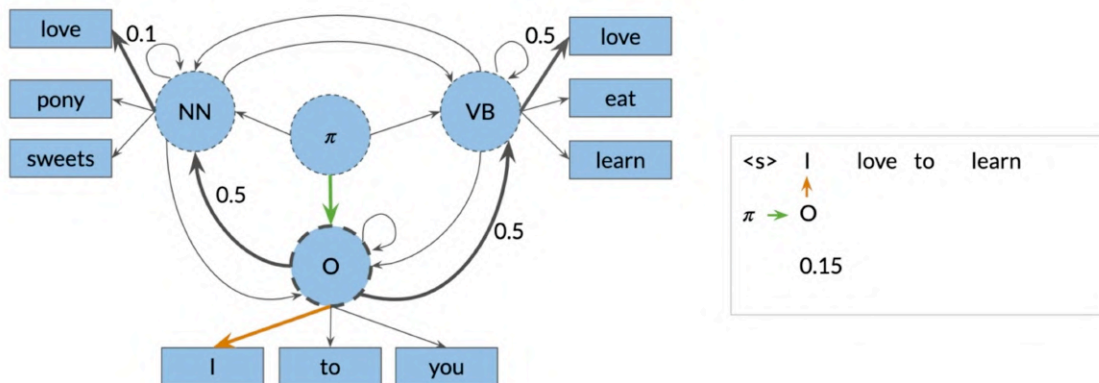 love
0.1
0.5
love
pony
NN
VB
eat
π
sweets
learn
0.5
0.5
O
I
to
you
<s> I love to learn
π O
0.15